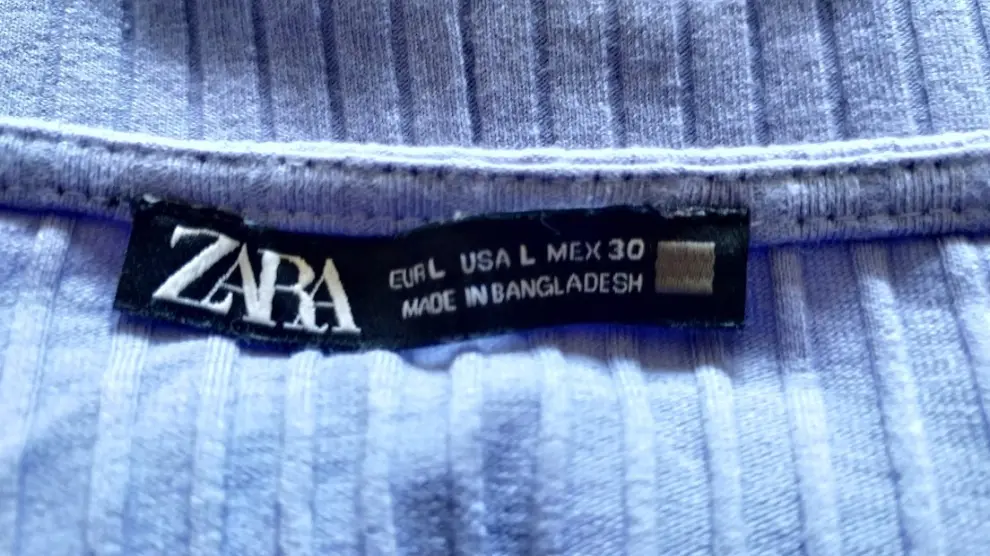 ZARA
EUR L USA L MEX 30
MADE IN BANGLADESH